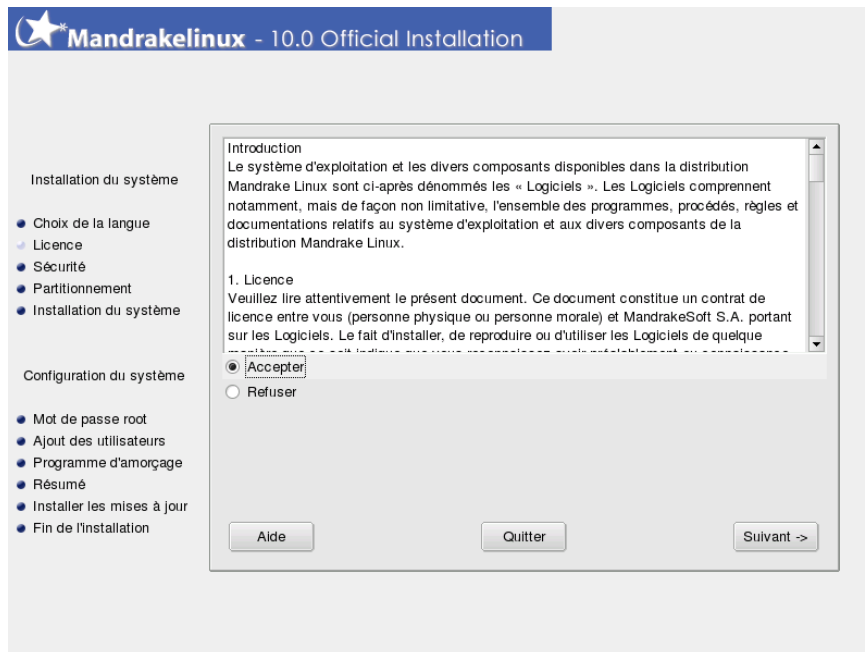 Mandrakelinux - 10.0 Official Installation
Installation du système
Choix de la langue
Licence
Sécurité
Partitionnement
Installation du système
Configuration du système
Mot de passe root
Ajout des utilisateurs
Programme d'amorçage
Résumé
Installer les mises à jour
Fin de l'installation
Introduction
Le système d'exploitation et les divers composants disponibles dans la distribution
Mandrake Linux sont ci-après dénommés les « Logiciels ». Les Logiciels comprennent
notamment, mais de façon non limitative, l'ensemble des programmes, procédés, règles et
documentations relatifs au système d'exploitation et aux divers composants de la
distribution Mandrake Linux.
1. Licence
Veuillez lire attentivement le présent document. Ce document constitue un contrat de
licence entre vous (personne physique ou personne morale) et MandrakeSoft S.A. portant
sur les Logiciels. Le fait d'installer, de reproduire ou d'utiliser les Logiciels de quelque
Accepter
Refuser
Aide
Quitter
Suivant ->